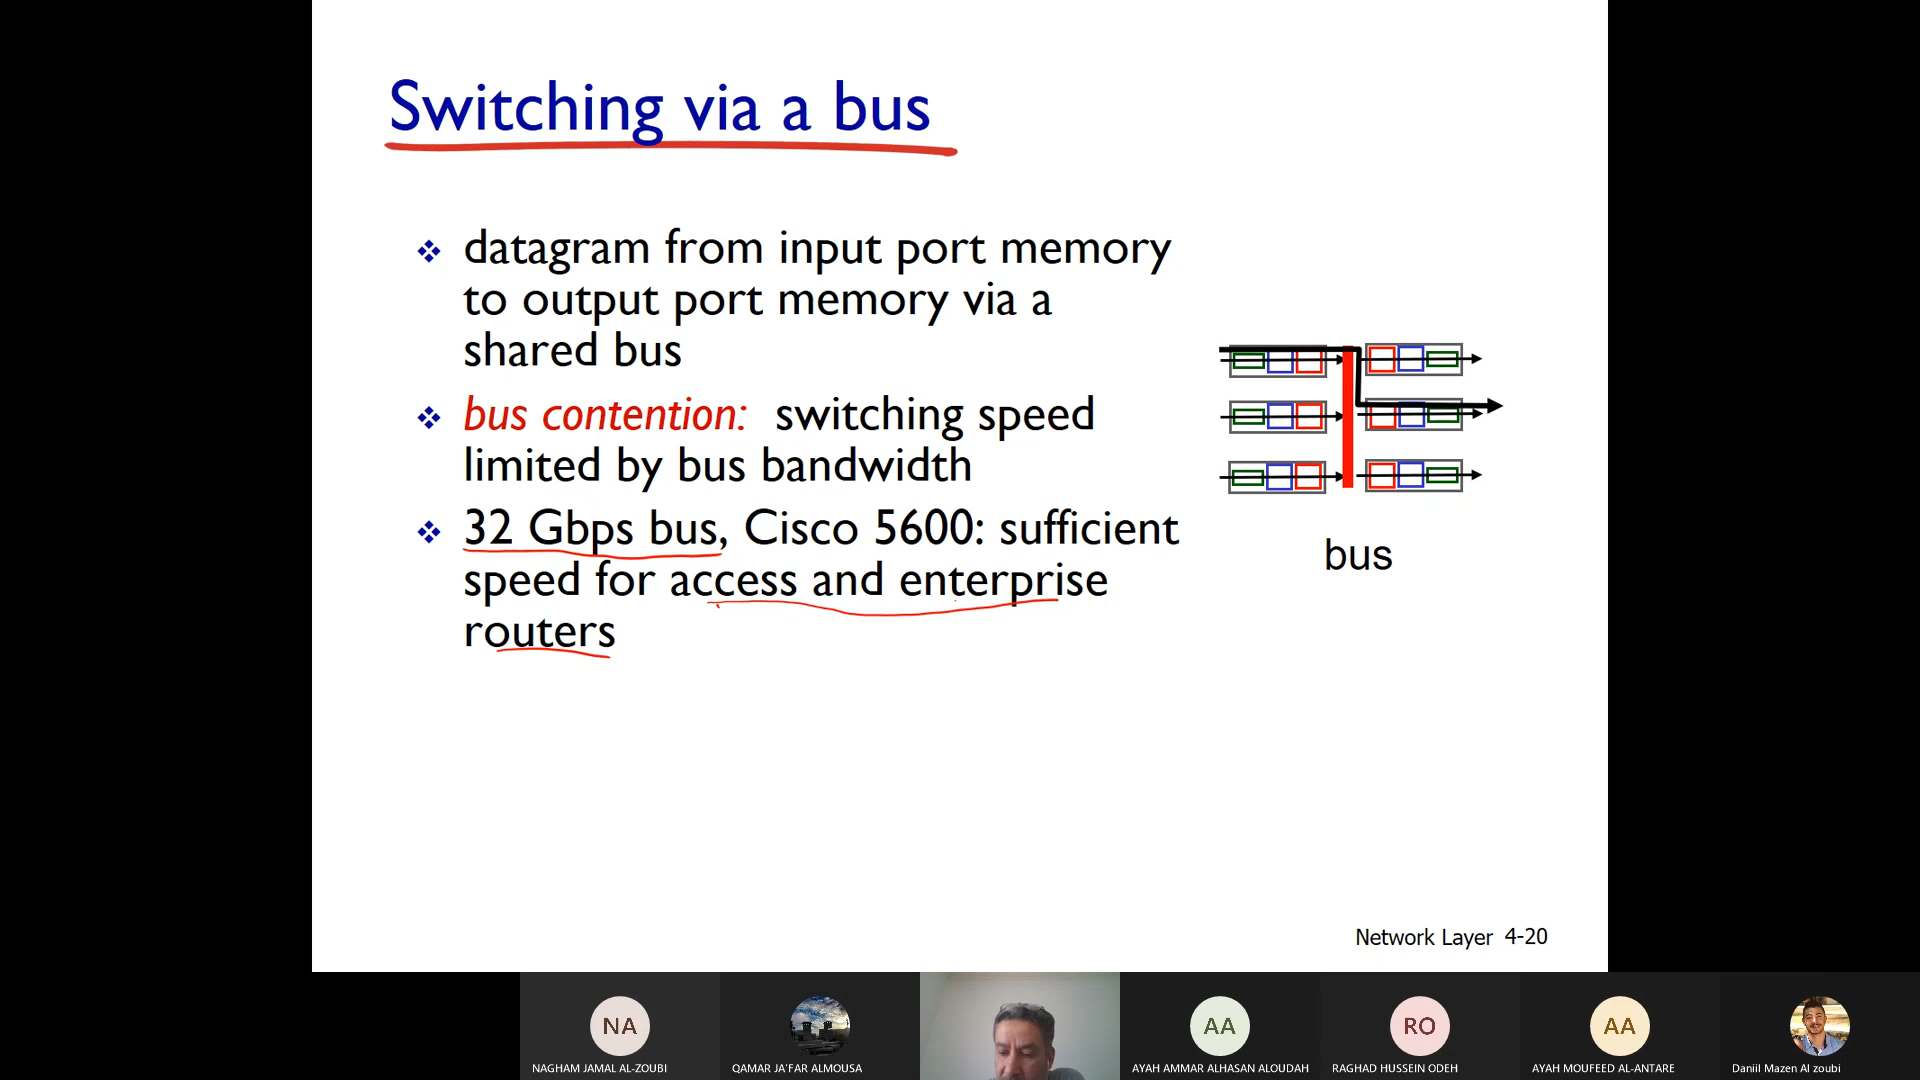 Switching via a bus
datagram from input port memory
to output port memory via a
shared bus
bus contention: switching speed
limited by bus bandwidth
32 Gbps bus, Cisco 5600: sufficient
speed for access and enterprise
routers
bus
Network Layer 4-20
NA
AA
RO
AA
NAGHAM JAMAL AL-ZOUBI
QAMAR JA'FAR ALMOUSA
AYAH AMMAR ALHASAN ALOUDAH
RAGHAD HUSSEIN ODEH
AYAH MOUFEED AL-ANTARE
Daniil Mazen Al zoubi